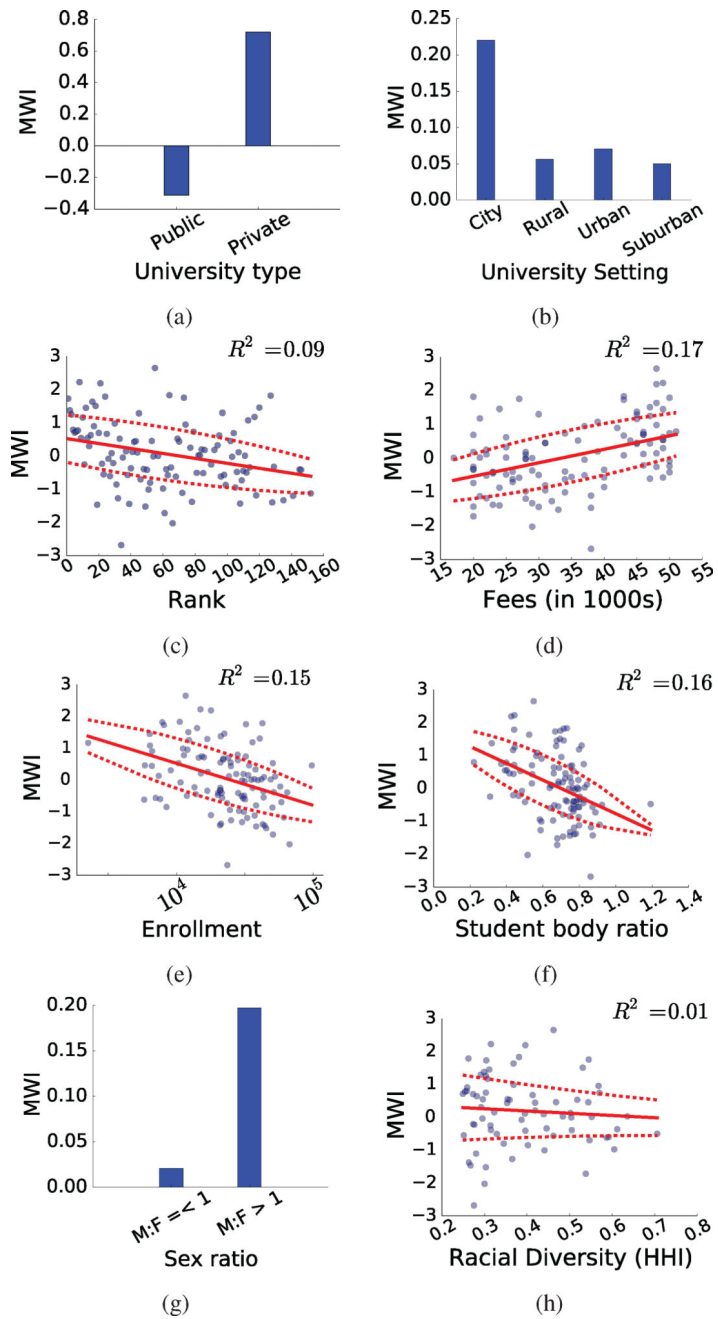 0.8
0.6
0.4
0.2
0.0
−0.2
−0.4
MWI
Public
Private
University type
(a)
0.25
0.20
0.15
0.10
0.05
0.00
MWI
City
Rural
Urban
Suburban
University Setting
(b)
R² =0.09
3
2
1
0
−1
−2
−3
MWI
0 20 40 60 80 100 120 140 160
Rank
(c)
R² =0.17
3
2
1
0
−1
−2
−3
MWI
15 20 25 30 35 40 45 50 55
Fees (in 1000s)
(d)
R² =0.15
3
2
1
0
−1
−2
−3
MWI
10⁴ 10⁵
Enrollment
(e)
R² =0.16
3
2
1
0
−1
−2
−3
MWI
0.0 0.2 0.4 0.6 0.8 1.0 1.2 1.4
Student body ratio
(f)
0.20
0.15
0.10
0.05
0.00
MWI
M:F =< 1
M:F > 1
Sex ratio
(g)
R² =0.01
3
2
1
0
−1
−2
−3
MWI
0.2 0.3 0.4 0.5 0.6 0.7 0.8
Racial Diversity (HHI)
(h)